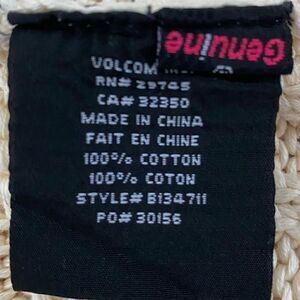 Genuine
VOLCOM
RN# 29745
CA# 32350
MADE IN CHINA
FAIT EN CHINE
100% COTTON
100% COTON
STYLE# B134711
PO# 30156